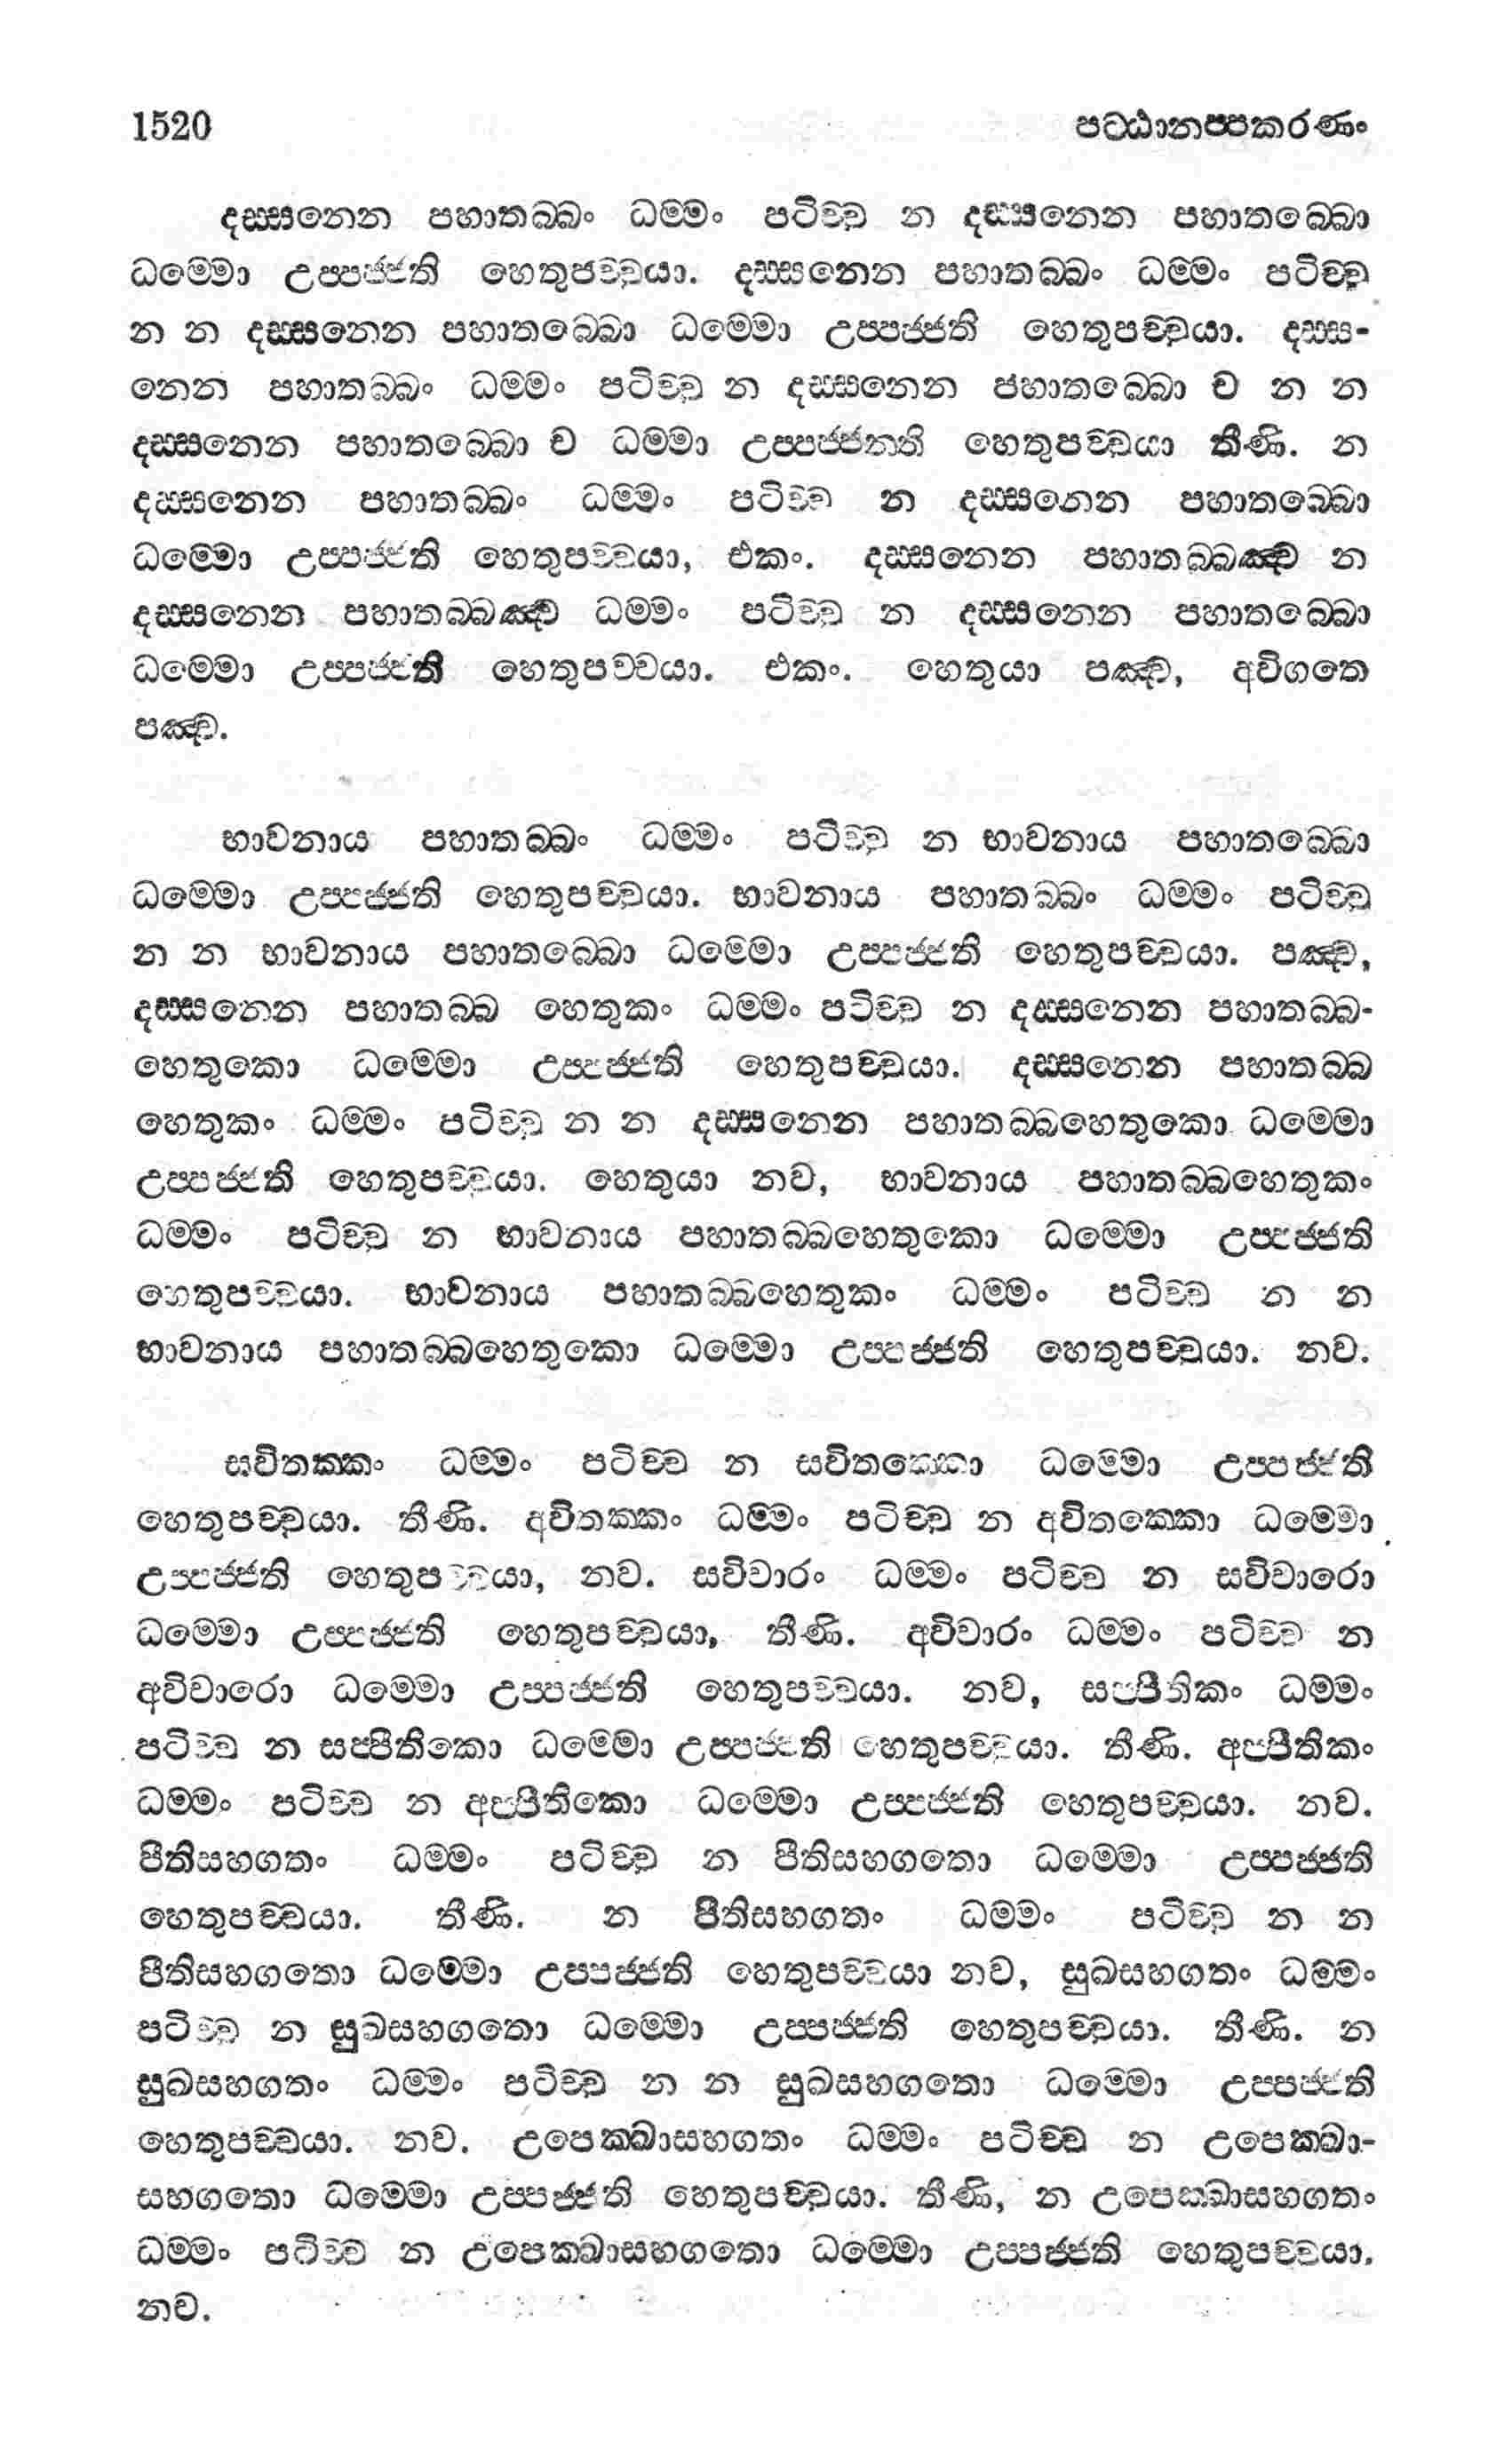 1520 පට්ඨානප්පකරණං
දස්සනෙන පහාතබ්බං ධම්මං පටිච්ච න දස්සනෙන පහාතබ්බො
ධම්මො උප්පජ්ජති හෙතුපච්චයා. දස්සනෙන පහාතබ්බං ධම්මං පටිච්ච
න න දස්සනෙන පහාතබ්බො ධම්මො උප්පජ්ජති හෙතුපච්චයා. දස්ස-
නෙන පහාතබ්බං ධම්මං පටිච්ච න දස්සනෙන පහාතබ්බො ච න න
දස්සනෙන පහාතබ්බො ච ධම්මා උප්පජ්ජන්ති හෙතුපච්චයා තීණි. න
දස්සනෙන පහාතබ්බං ධම්මං පටිච්ච න දස්සනෙන පහාතබ්බො
ධම්මො උප්පජ්ජති හෙතුපච්චයා, එකං. දස්සනෙන පහාතබ්බඤ්ච න
දස්සනෙන පහාතබ්බඤ්ච ධම්මං පටිච්ච න දස්සනෙන පහාතබ්බො
ධම්මො උප්පජ්ජති හෙතුපච්චයා. එකං. හෙතුයා පඤ්ච, අවිගතෙ
පඤ්ච.
භාවනාය පහාතබ්බං ධම්මං පටිච්ච න භාවනාය පහාතබ්බො
ධම්මො උප්පජ්ජති හෙතුපච්චයා. භාවනාය පහාතබ්බං ධම්මං පටිච්ච
න න භාවනාය පහාතබ්බො ධම්මො උප්පජ්ජති හෙතුපච්චයා. පඤ්ච,
දස්සනෙන පහාතබ්බ හෙතුකං ධම්මං පටිච්ච න දස්සනෙන පහාතබ්බ-
හෙතුකො ධම්මො උප්පජ්ජති හෙතුපච්චයා. දස්සනෙන පහාතබ්බ
හෙතුකං ධම්මං පටිච්ච න න දස්සනෙන පහාතබ්බහෙතුකො ධම්මො
උප්පජ්ජති හෙතුපච්චයා. හෙතුයා නව, භාවනාය පහාතබ්බහෙතුකං
ධම්මං පටිච්ච න භාවනාය පහාතබ්බහෙතුකො ධම්මො උප්පජ්ජති
හෙතුපච්චයා. භාවනාය පහාතබ්බහෙතුකං ධම්මං පටිච්ච න න
භාවනාය පහාතබ්බහෙතුකො ධම්මො උප්පජ්ජති හෙතුපච්චයා. නව.
සවිතක්කං ධම්මං පටිච්ච න සවිතක්කො ධම්මො උප්පජ්ජති
හෙතුපච්චයා. තීණි. අවිතක්කං ධම්මං පටිච්ච න අවිතක්කො ධම්මො
උප්පජ්ජති හෙතුපච්චයා, නව. සවිචාරං ධම්මං පටිච්ච න සවිචාරො
ධම්මො උප්පජ්ජති හෙතුපච්චයා, තීණි. අවිචාරං ධම්මං පටිච්ච න
අවිචාරො ධම්මො උප්පජ්ජති හෙතුපච්චයා. නව, සප්පීතිකං ධම්මං
පටිච්ච න සප්පීතිකො ධම්මො උප්පජ්ජති හෙතුපච්චයා. තීණි. අප්පීතිකං
ධම්මං පටිච්ච න අප්පීතිකො ධම්මො උප්පජ්ජති හෙතුපච්චයා. නව.
පීතිසහගතං ධම්මං පටිච්ච න පීතිසහගතො ධම්මො උප්පජ්ජති
හෙතුපච්චයා. තීණි. න පීතිසහගතං ධම්මං පටිච්ච න න
පීතිසහගතො ධම්මො උප්පජ්ජති හෙතුපච්චයා නව, සුඛසහගතං ධම්මං
පටිච්ච න සුඛසහගතො ධම්මො උප්පජ්ජති හෙතුපච්චයා. තීණි. න
සුඛසහගතං ධම්මං පටිච්ච න න සුඛසහගතො ධම්මො උප්පජ්ජති
හෙතුපච්චයා. නව. උපෙක්ඛාසහගතං ධම්මං පටිච්ච න උපෙක්ඛා-
සහගතො ධම්මො උප්පජ්ජති හෙතුපච්චයා. තීණි, න උපෙක්ඛාසහගතං
ධම්මං පටිච්ච න උපෙක්ඛාසහගතො ධම්මො උප්පජ්ජති හෙතුපච්චයා.
නව.